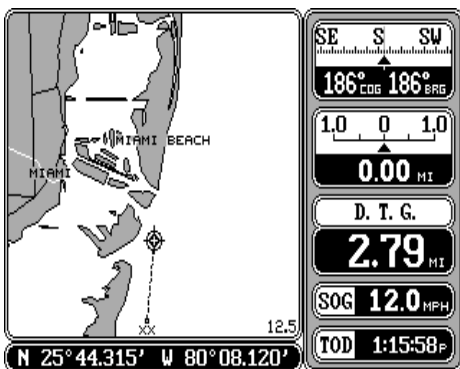 MIAMI BEACH
MIAMI
XX
12.5
N 25°44.315' W 80°08.120'
SE S SW
186°COG 186°BRG
1.0 0 1.0
0.00 MI
D. T. G.
2.79 MI
SOG 12.0 MPH
TOD 1:15:58P